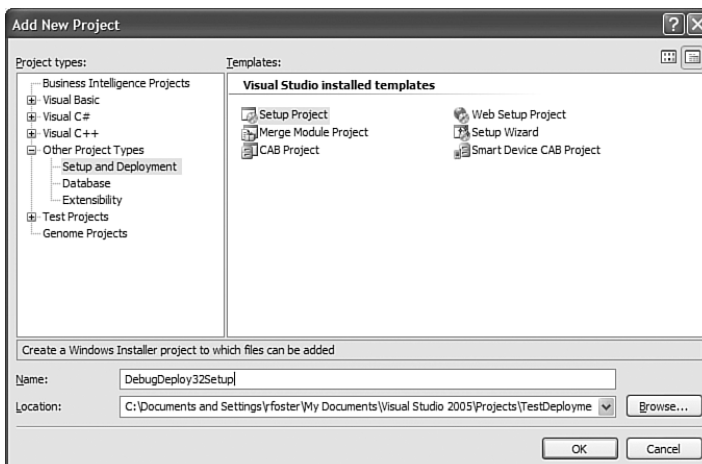 Add New Project
Project types:
Business Intelligence Projects
Visual Basic
Visual C#
Visual C++
Other Project Types
Setup and Deployment
Database
Extensibility
Test Projects
Genome Projects
Templates:
Visual Studio installed templates
Setup Project
Merge Module Project
CAB Project
Web Setup Project
Setup Wizard
Smart Device CAB Project
Create a Windows Installer project to which files can be added
Name:
DebugDeploy32Setup
Location:
C:\Documents and Settings\rfoster\My Documents\Visual Studio 2005\Projects\TestDeployme
Browse...
OK
Cancel